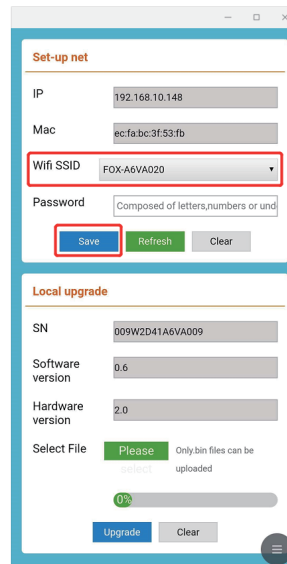 Set-up net
IP
192.168.10.148
Mac
ec:fa:bc:3f:53:fb
Wifi SSID
FOX-A6VA020
Password
Composed of letters,numbers or und
Save
Refresh
Clear
Local upgrade
SN
009W2D41A6VA009
Software
version
0.6
Hardware
version
2.0
Select File
Please
select
Only.bin files can be
uploaded
0%
Upgrade
Clear